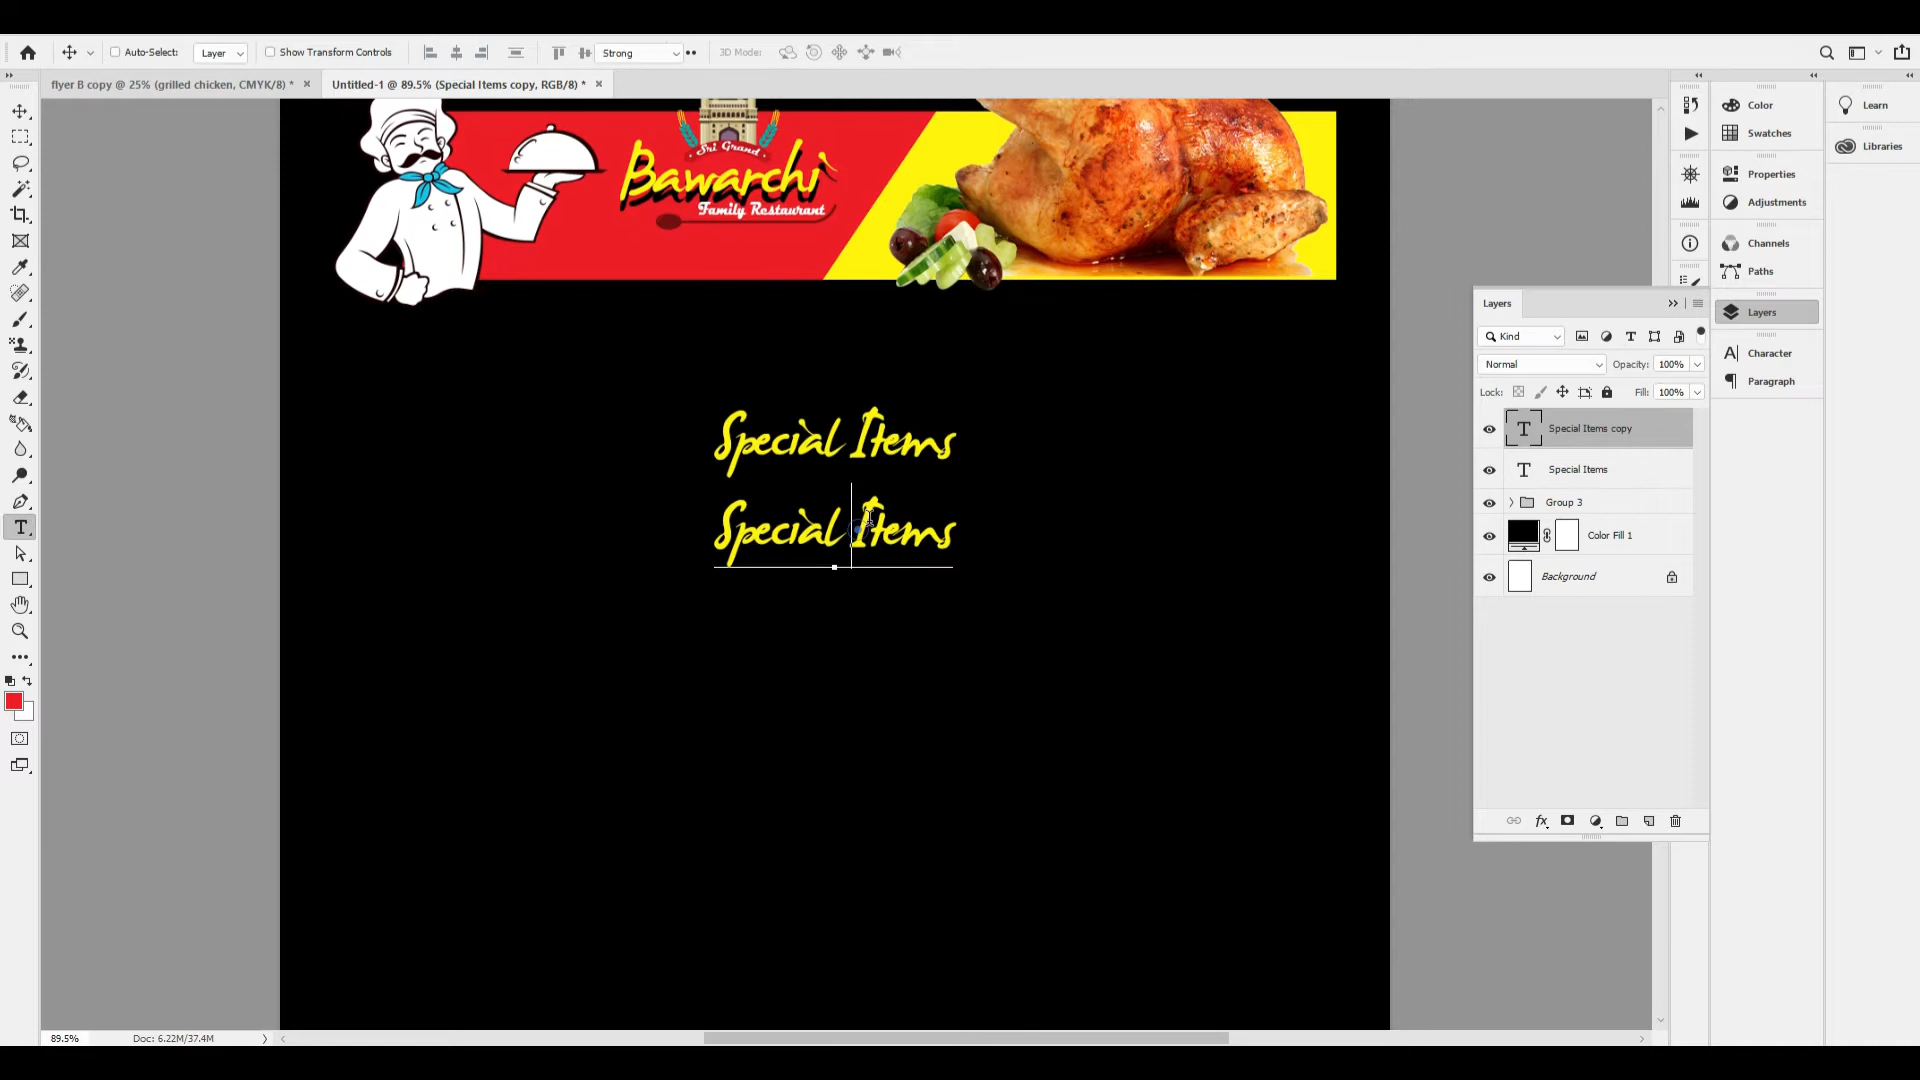 Auto-Select: Layer Show Transform Controls Strong 3D Mode:
flyer B copy @ 25% (grilled chicken, CMYK/8) * Untitled-1 @ 89.5% (Special Items copy, RGB/8) *
Sri Grand
Bawarchi
Family Restaurant
Special Items
Special Items
Color
Swatches
Properties
Adjustments
Channels
Paths
Layers
Character
Paragraph
Learn
Libraries
Layers
Kind
Normal Opacity: 100%
Lock: Fill: 100%
Special Items copy
Special Items
Group 3
Color Fill 1
Background
89.5% Doc: 6.22M/37.4M